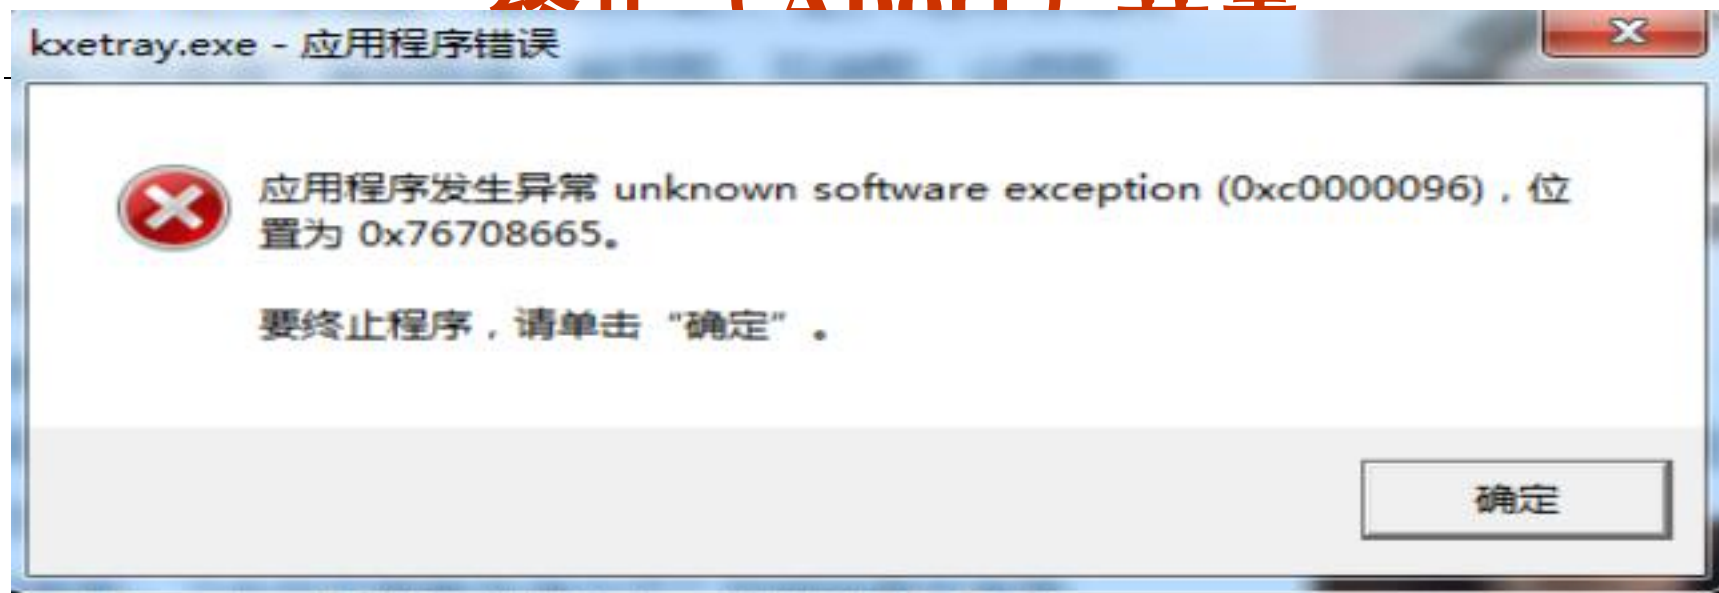 kxetray.exe - 应用程序错误
应用程序发生异常 unknown software exception (0xc0000096)，位
置为 0x76708665。
要终止程序，请单击“确定”。
确定